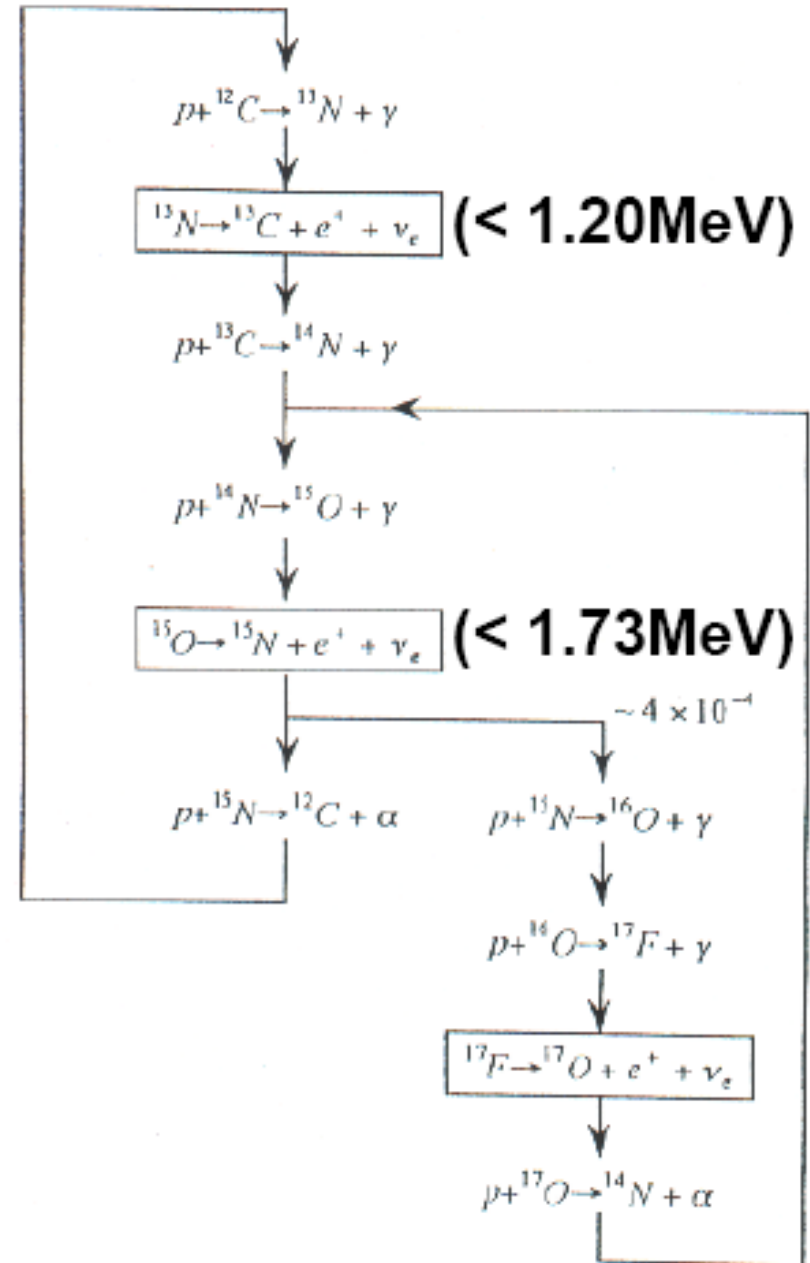 p+¹²C→¹³N + γ
¹³N→¹³C + e⁺ + νₑ (< 1.20MeV)
p+¹³C→¹⁴N + γ
p+¹⁴N→¹⁵O + γ
¹⁵O→¹⁵N + e⁺ + νₑ (< 1.73MeV)
~ 4 × 10⁻⁴
p+¹⁵N→¹²C + α
p+¹⁵N→¹⁶O + γ
p+¹⁶O→¹⁷F + γ
¹⁷F→¹⁷O + e⁺ + νₑ
p+¹⁷O→¹⁴N + α